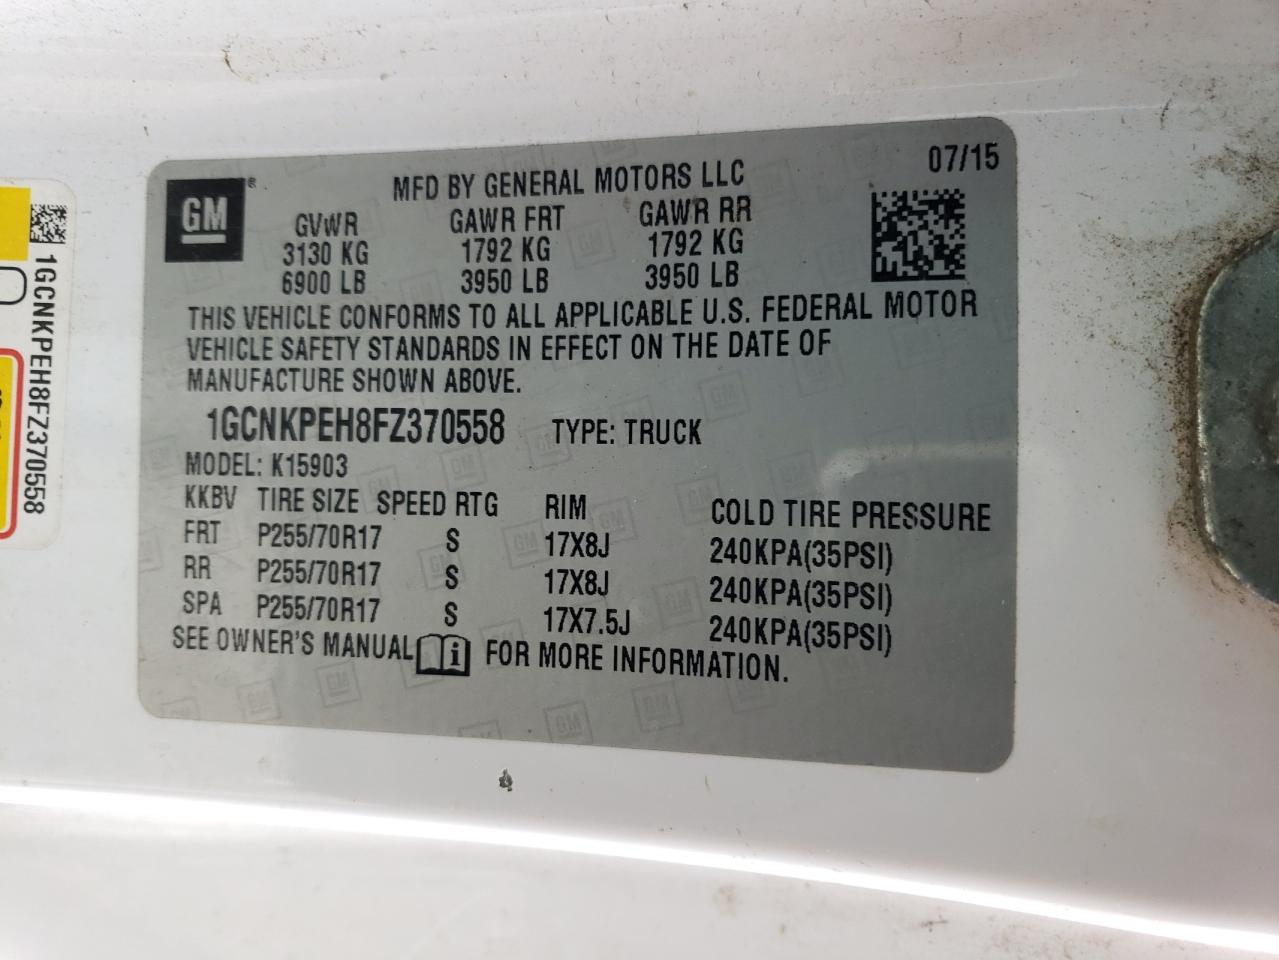 GM®
MFD BY GENERAL MOTORS LLC
07/15
GVWR GAWR FRT GAWR RR
3130 KG 1792 KG 1792 KG
6900 LB 3950 LB 3950 LB
THIS VEHICLE CONFORMS TO ALL APPLICABLE U.S. FEDERAL MOTOR
VEHICLE SAFETY STANDARDS IN EFFECT ON THE DATE OF
MANUFACTURE SHOWN ABOVE.
1GCNKPEH8FZ370558 TYPE: TRUCK
MODEL: K15903
KKBV TIRE SIZE SPEED RTG RIM COLD TIRE PRESSURE
FRT P255/70R17 S 17X8J 240KPA(35PSI)
RR P255/70R17 S 17X8J 240KPA(35PSI)
SPA P255/70R17 S 17X7.5J 240KPA(35PSI)
SEE OWNER'S MANUAL i FOR MORE INFORMATION.
1GCNKPEH8FZ370558